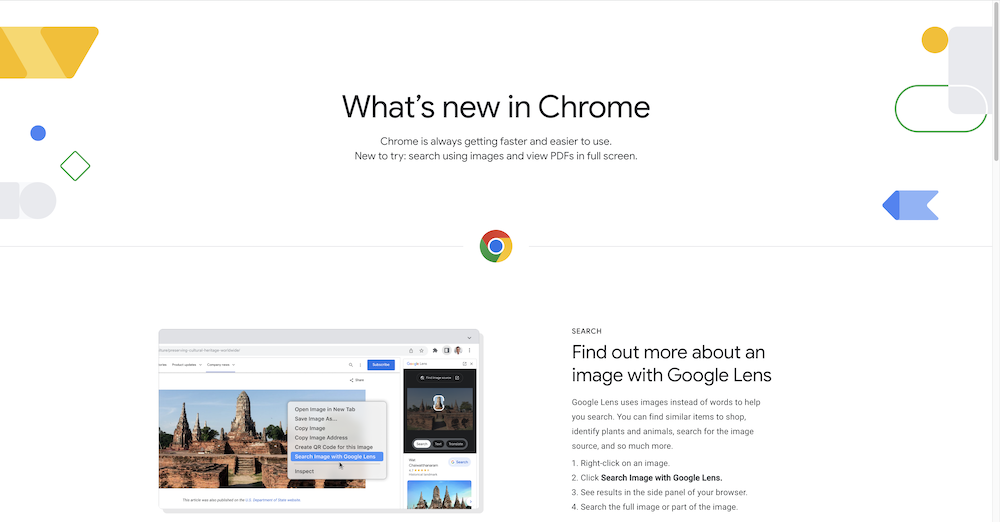 What's new in Chrome
Chrome is always getting faster and easier to use.
New to try: search using images and view PDFs in full screen.
Product updates
Company news
Subscribe
Share
Open Image in New Tab
Save Image As...
Copy Image
Copy Image Address
Create QR Code for this Image
Search Image with Google Lens
Inspect
This article was also published on the U.S. Department of State website.
Google Lens
Find image source
Search
Text
Translate
Wat
Chaiwatthanaram
Search
SEARCH
Find out more about an
image with Google Lens
Google Lens uses images instead of words to help
you search. You can find similar items to shop,
identify plants and animals, search for the image
source, and so much more.
1. Right-click on an image.
2. Click Search Image with Google Lens.
3. See results in the side panel of your browser.
4. Search the full image or part of the image.